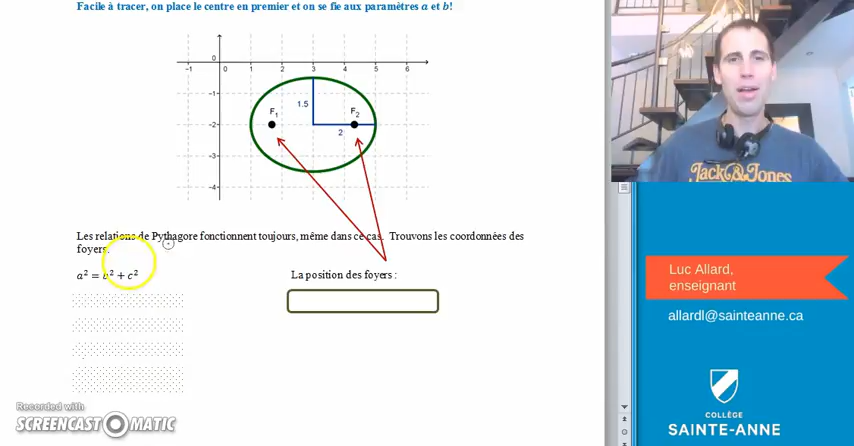 Facile à tracer, on place le centre en premier et on se fie aux paramètres a et b!
0
−1 0 1 2 3 4 5 6
−1
1.5
F1 F2
−2
2
−3
−4
Les relations de Pythagore fonctionnent toujours, même dans ce cas. Trouvons les coordonnées des
foyers.
a² = b² + c²
La position des foyers :
Jack & Jones
Luc Allard,
enseignant
allardl@sainteanne.ca
COLLÈGE
SAINTE-ANNE
Recorded with
SCREENCAST-O-MATIC